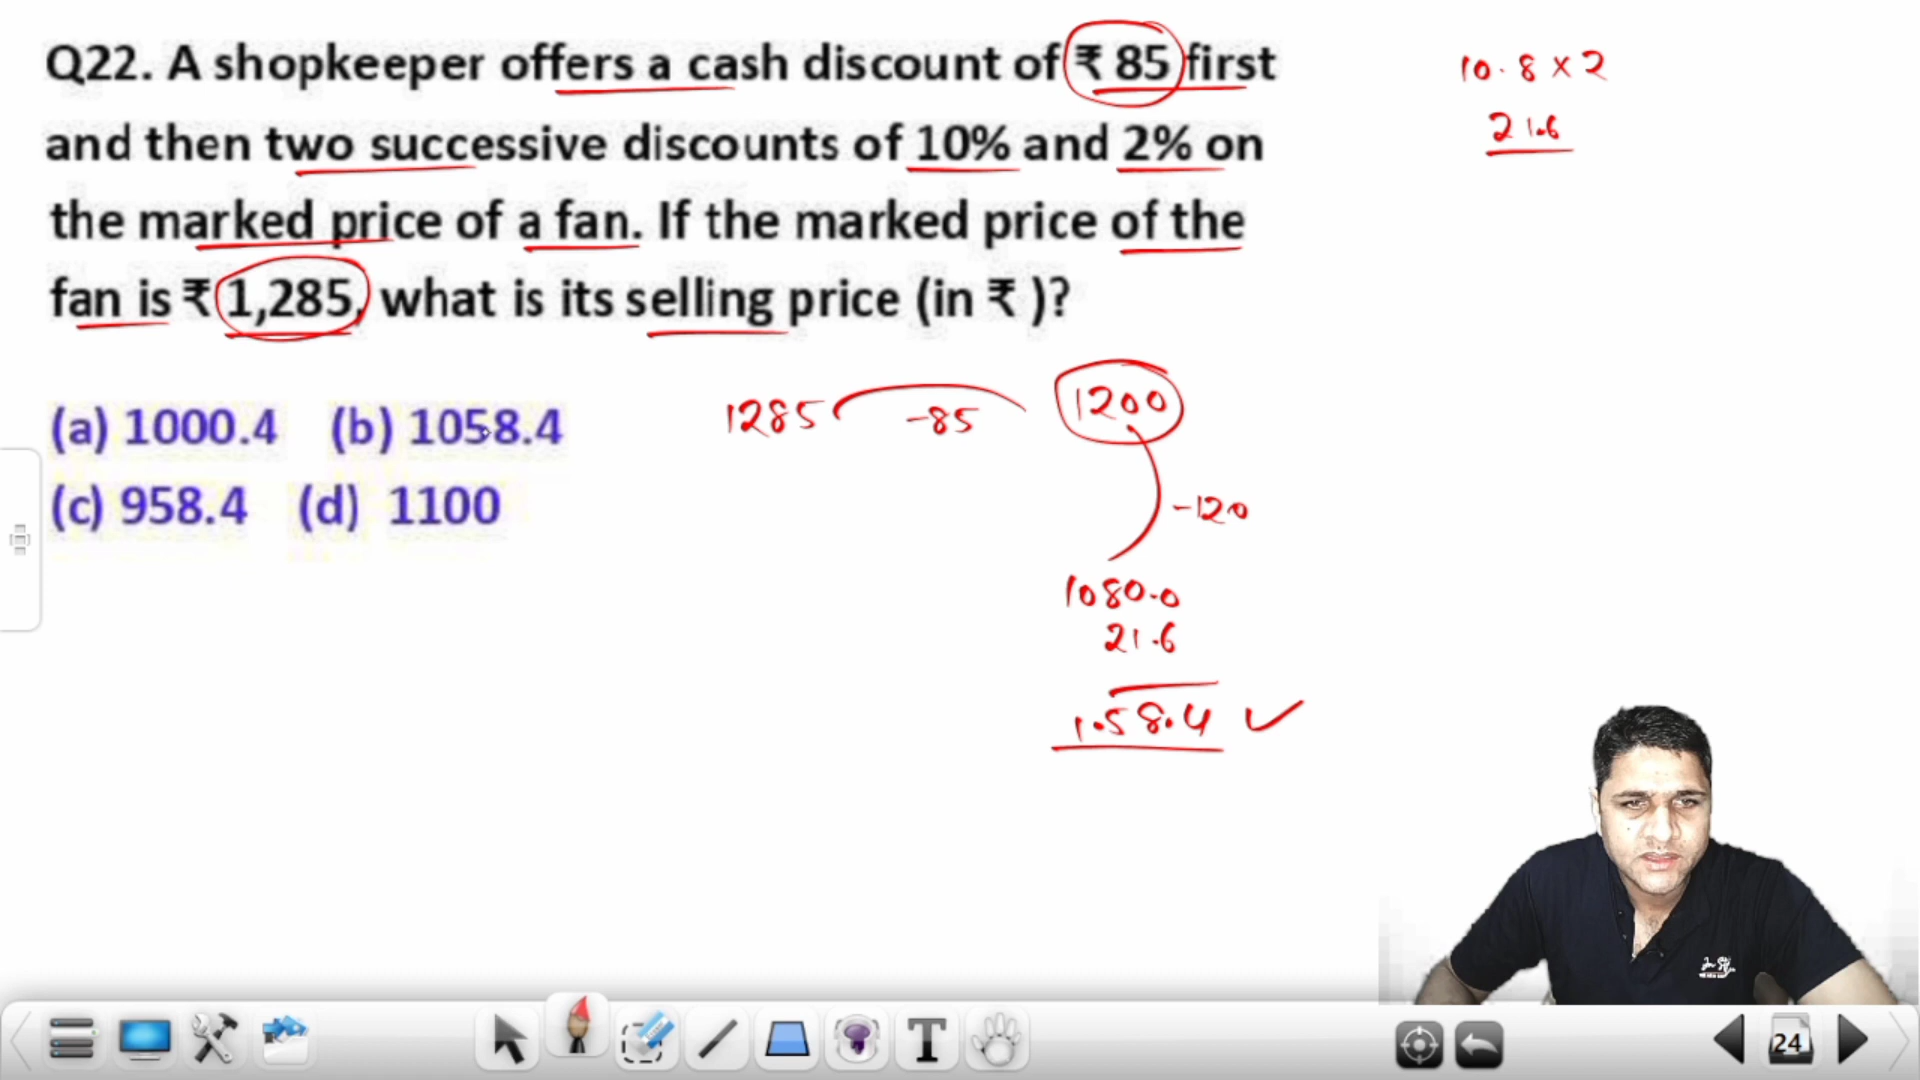 Q22. A shopkeeper offers a cash discount of ₹ 85 first
and then two successive discounts of 10% and 2% on
the marked price of a fan. If the marked price of the
fan is ₹ 1,285, what is its selling price (in ₹ )?
(a) 1000.4 (b) 1058.4
(c) 958.4 (d) 1100
10.8 × 2
21.6
1285 -85 1200
-120
1080.0
21.6
1058.4 ✓
T
24